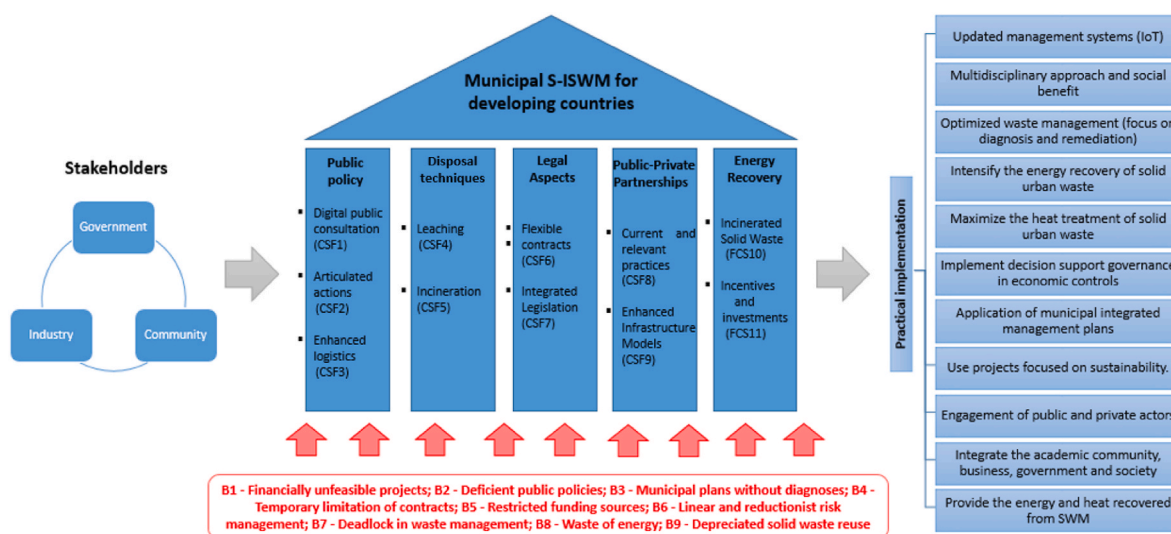 Municipal S-ISWM for
developing countries
Stakeholders
Government
Industry
Community
Public
policy
▪ Digital public
consultation
(CSF1)
▪ Articulated
actions
(CSF2)
▪ Enhanced
logistics
(CSF3)
Disposal
techniques
▪ Leaching
(CSF4)
▪ Incineration
(CSF5)
Legal
Aspects
▪ Flexible
▪ contracts
(CSF6)
▪ Integrated
Legislation
(CSF7)
Public-Private
Partnerships
▪ Current and
relevant
practices
(CSF8)
▪ Enhanced
Infrastructure
Models
(CSF9)
Energy
Recovery
▪ Incinerated
Solid Waste
(FCS10)
▪ Incentives
and
investments
(FCS11)
B1 - Financially unfeasible projects; B2 - Deficient public policies; B3 - Municipal plans without diagnoses; B4 -
Temporary limitation of contracts; B5 - Restricted funding sources; B6 - Linear and reductionist risk
management; B7 - Deadlock in waste management; B8 - Waste of energy; B9 - Depreciated solid waste reuse
Practical implementation
Updated management systems (IoT)
Multidisciplinary approach and social
benefit
Optimized waste management (focus on
diagnosis and remediation)
Intensify the energy recovery of solid
urban waste
Maximize the heat treatment of solid
urban waste
Implement decision support governance
in economic controls
Application of municipal integrated
management plans
Use projects focused on sustainability.
Engagement of public and private actors
Integrate the academic community,
business, government and society
Provide the energy and heat recovered
from SWM